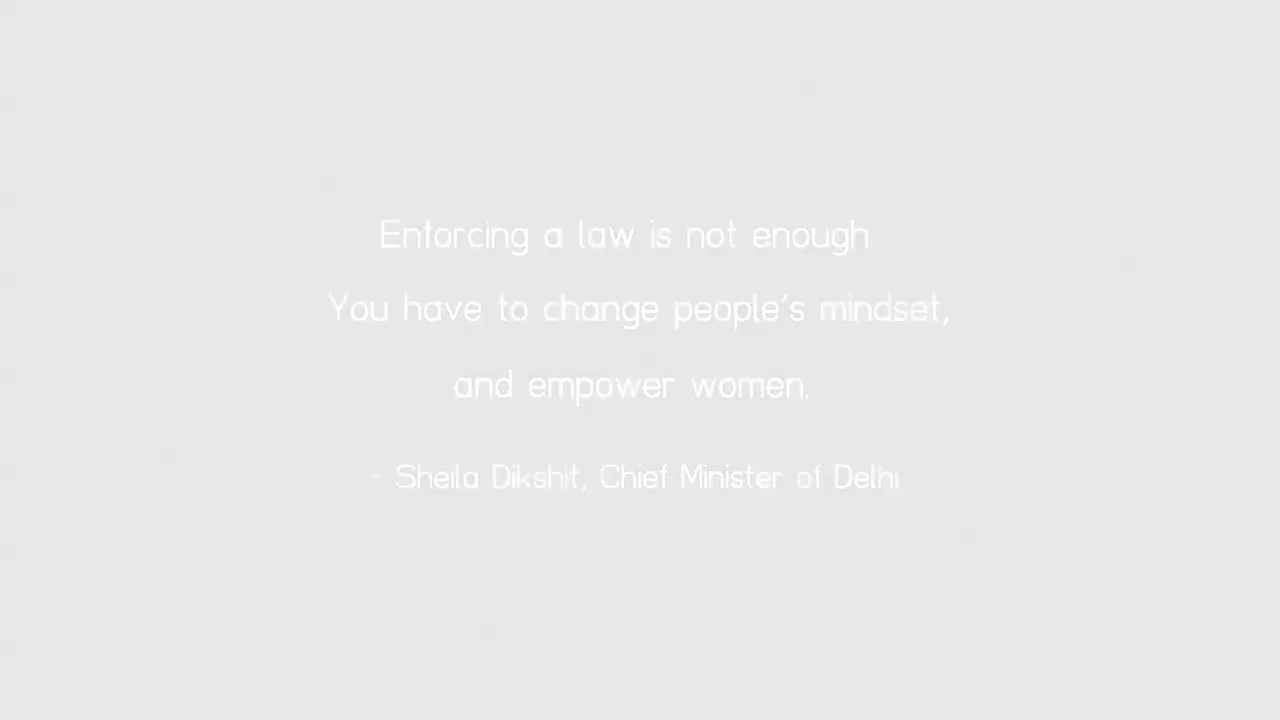 Enforcing a law is not enough.
You have to change people's mindset,
and empower women.
- Sheila Dikshit, Chief Minister of Delhi.